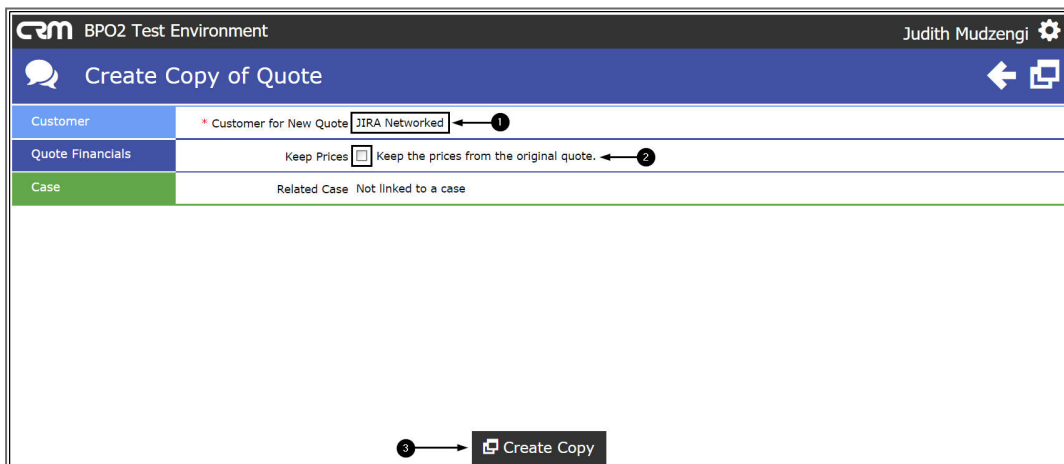 CRM BPO2 Test Environment Judith Mudzengi
Create Copy of Quote
Customer * Customer for New Quote JIRA Networked 1
Quote Financials Keep Prices Keep the prices from the original quote. 2
Case Related Case Not linked to a case
3 Create Copy